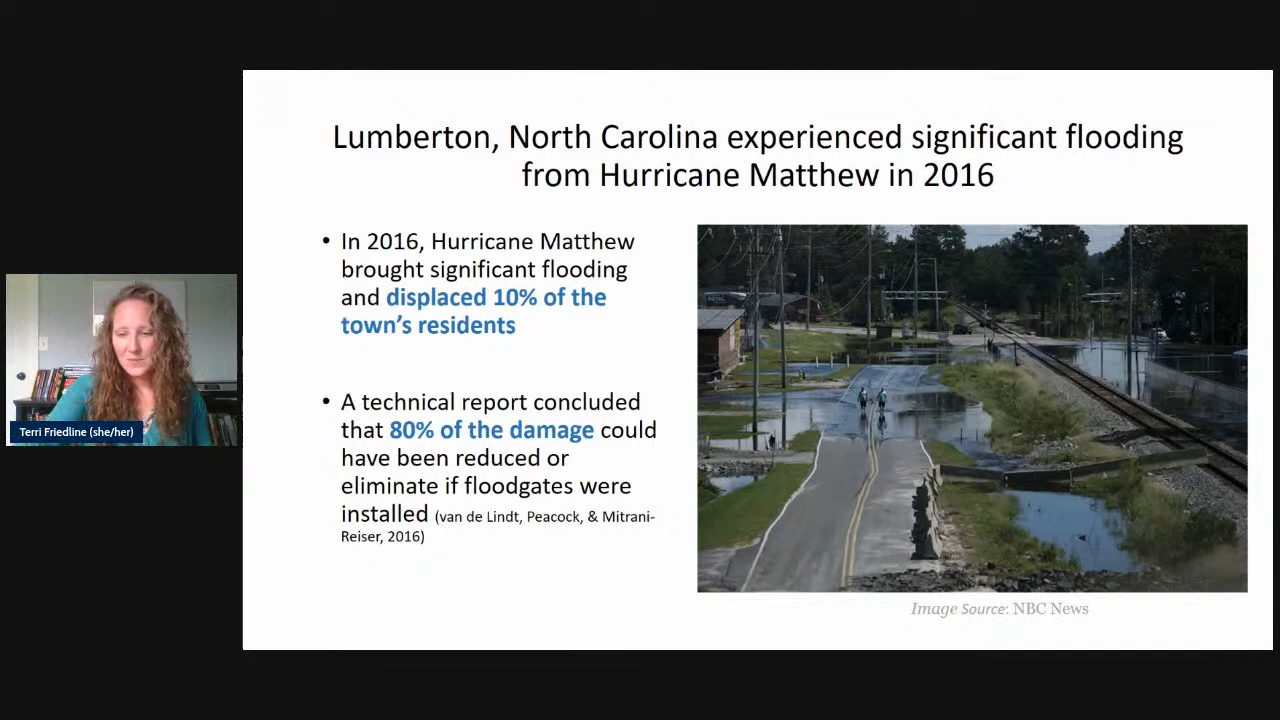 Lumberton, North Carolina experienced significant flooding
from Hurricane Matthew in 2016
• In 2016, Hurricane Matthew
brought significant flooding
and displaced 10% of the
town's residents
• A technical report concluded
that 80% of the damage could
have been reduced or
eliminate if floodgates were
installed (van de Lindt, Peacock, & Mitrani-
Reiser, 2016)
Image Source: NBC News
Terri Friedline (she/her)